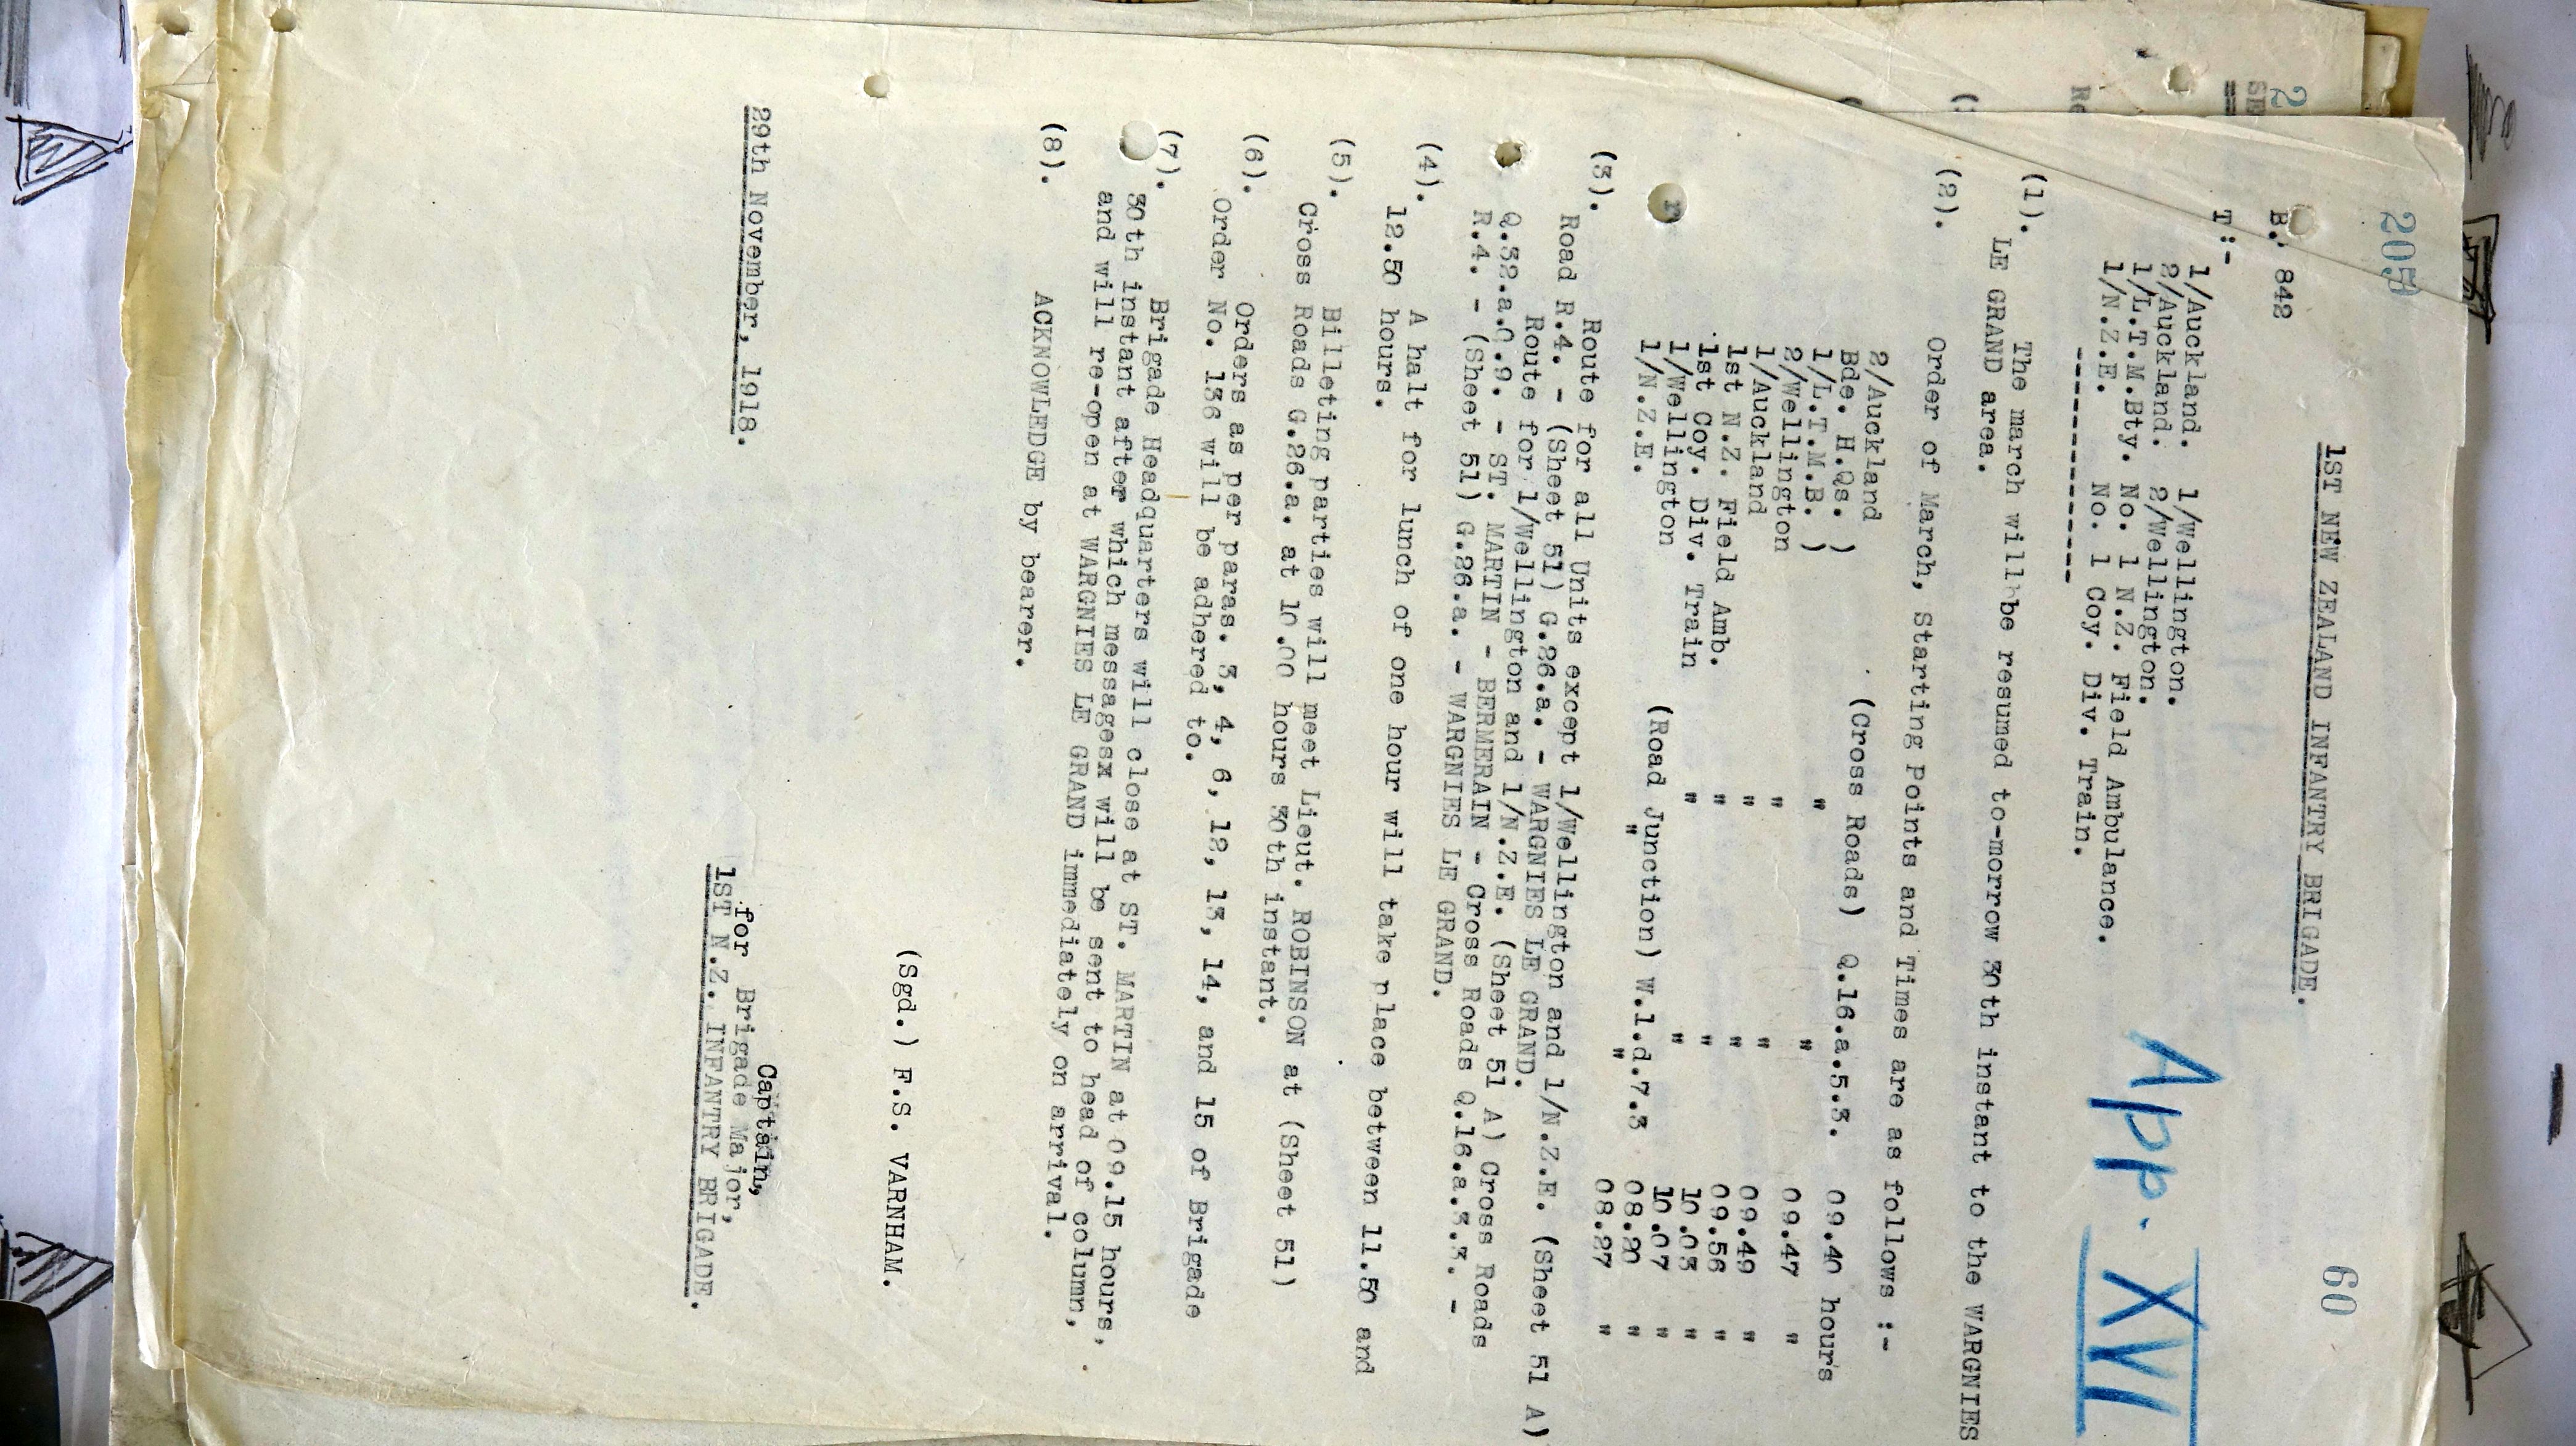 205
60
1ST NEW ZEALAND INFANTRY BRIGADE.
B. 842
App. XVI
T :-
1/Auckland. 1/Wellington.
2/Auckland. 2/Wellington.
1/L.T.M.Bty. No. 1 N.Z. Field Ambulance.
1/N.Z.E. No. 1 Coy. Div. Train.
------------------
(1). The march will be resumed to-morrow 30th instant to the WARGNIES
LE GRAND area.
(2). Order of March, Starting Points and Times are as follows :-
2/Auckland (Cross Roads) Q.16.a.5.3. 09.40 hours
Bde. H.Qs. )
1/L.T.M.B. ) " " 09.47 "
2/Wellington " " 09.49 "
1/Auckland " " 09.56 "
1st N.Z. Field Amb. " " 10.03 "
1st Coy. Div. Train " " 10.07 "
1/Wellington (Road Junction) W.1.d.7.3 08.20 "
1/N.Z.E. " " 08.27 "
(3). Route for all Units except 1/Wellington and 1/N.Z.E. (Sheet 51 A)
Road R.4. - (Sheet 51) G.26.a. - WARGNIES LE GRAND.
Route for 1/Wellington and 1/N.Z.E. (Sheet 51 A) Cross Roads
Q.32.a.0.9. - ST. MARTIN - BERMERAIN - Cross Roads Q.16.a.3.3. -
R.4. - (Sheet 51) G.26.a. - WARGNIES LE GRAND.
(4). A halt for lunch of one hour will take place between 11.50 and
12.50 hours.
(5). Billeting parties will meet Lieut. ROBINSON at (Sheet 51)
Cross Roads G.26.a. at 10.00 hours 30th instant.
(6). Orders as per paras. 3, 4, 6, 12, 13, 14, and 15 of Brigade
Order No. 136 will be adhered to.
(7). Brigade Headquarters will close at ST. MARTIN at 09.15 hours,
30th instant after which messagesx will be sent to head of column,
and will re-open at WARGNIES LE GRAND immediately on arrival.
(8). ACKNOWLEDGE by bearer.
(Sgd.) F.S. VARNHAM.
29th November, 1918.
Captain,
for Brigade Major,
1ST N.Z. INFANTRY BRIGADE.